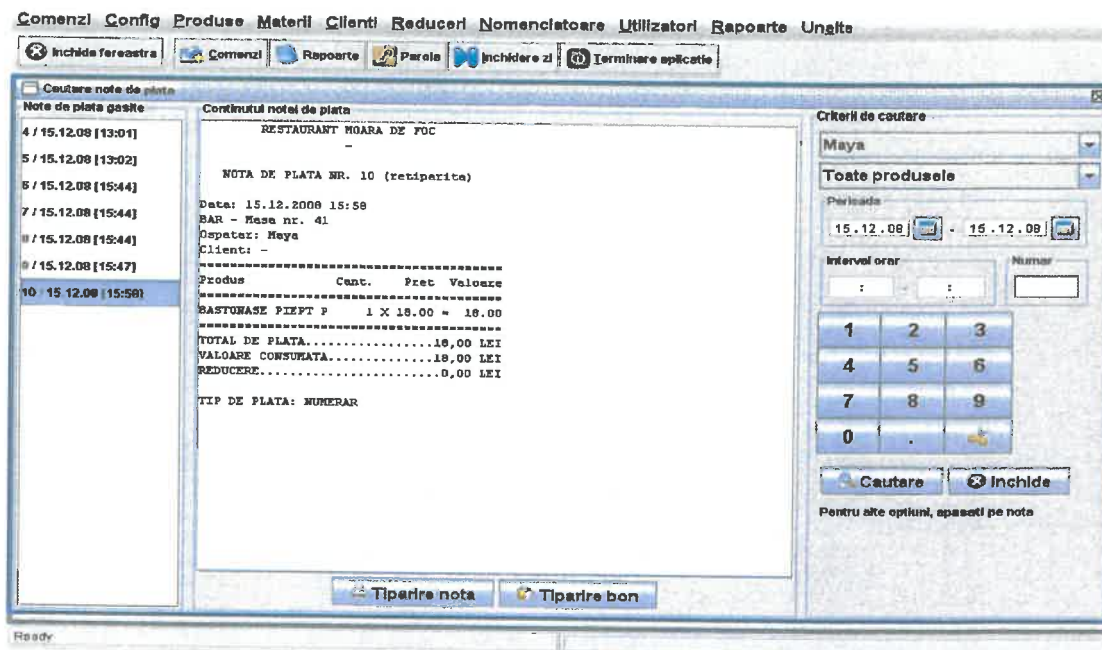 Comenzi Config Produse Materii Clienti Reduceri Nomenclatoare Utilizatori Rapoarte Unelte
Inchide fereastra Comenzi Rapoarte Parola Inchidere zi Terminare aplicatie
Cautare note de plata
Note de plata gasite
4 / 15.12.08 [13:01]
5 / 15.12.08 [13:02]
6 / 15.12.08 [15:44]
7 / 15.12.08 [15:44]
/ 15.12.08 [15:44]
/ 15.12.08 [15:47]
10 15.12.08 [15:58]
Continutul notei de plata
RESTAURANT MOARA DE FOC
-
NOTA DE PLATA NR. 10 (retiparita)
Data: 15.12.2008 15:58
BAR - Masa nr. 41
Ospatar: Maya
Client: -
Produs Cant. Pret Valoare
BASTONASE PIEPT P 1 X 18.00 = 18.00
TOTAL DE PLATA.................18,00 LEI
VALOARE CONSUMATA..............18,00 LEI
REDUCERE........................0,00 LEI
TIP DE PLATA: NUMERAR
Tiparire nota Tiparire bon
Criterii de cautare
Maya
Toate produsele
Perioada
15.12.08 - 15.12.08
Interval orar Numar
: - :
1 2 3
4 5 6
7 8 9
0 .
Cautare Inchide
Pentru alte optiuni, apasati pe nota
Ready